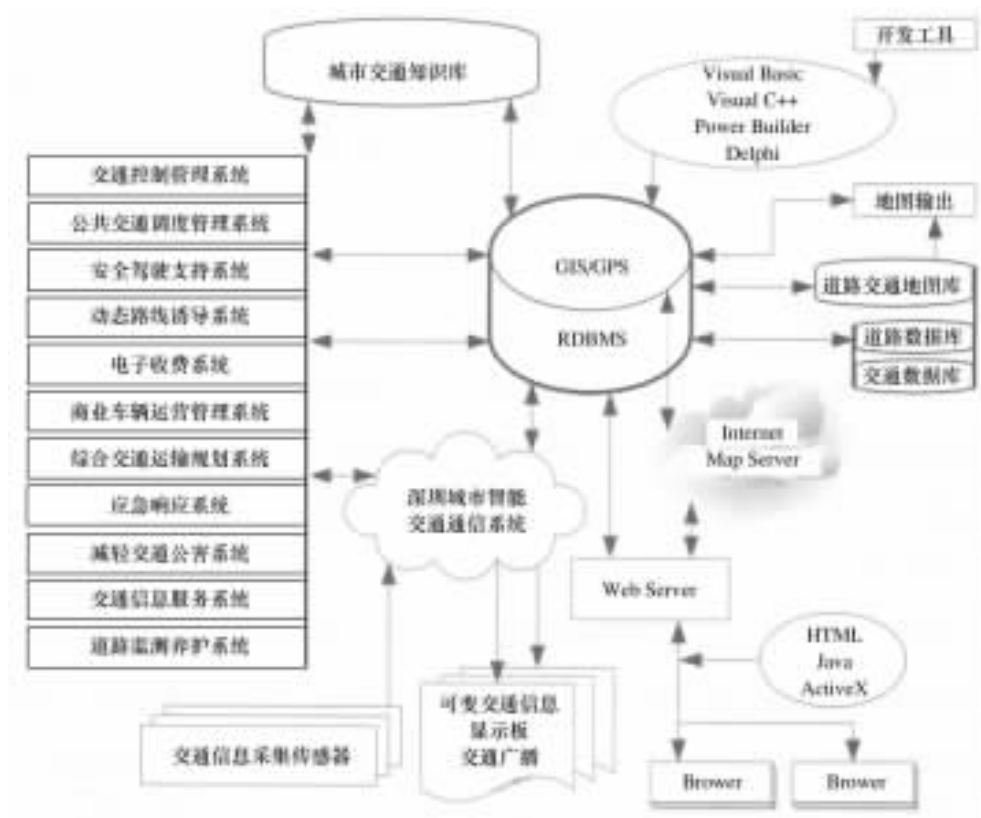 城市交通知识库
开发工具
Visual Basic
Visual C++
Power Builder
Delphi
交通控制管理系统
公共交通调度管理系统
安全驾驶支持系统
动态路线诱导系统
电子收费系统
商业车辆运营管理系统
综合交通运输规划系统
应急响应系统
减轻交通公害系统
交通信息服务系统
道路监测养护系统
GIS/GPS
RDBMS
地图输出
道路交通地图库
道路数据库
交通数据库
Internet
Map Server
深圳城市智能
交通通信系统
Web Server
HTML
Java
ActiveX
交通信息采集传感器
可变交通信息
显示板
交通广播
Brower
Brower